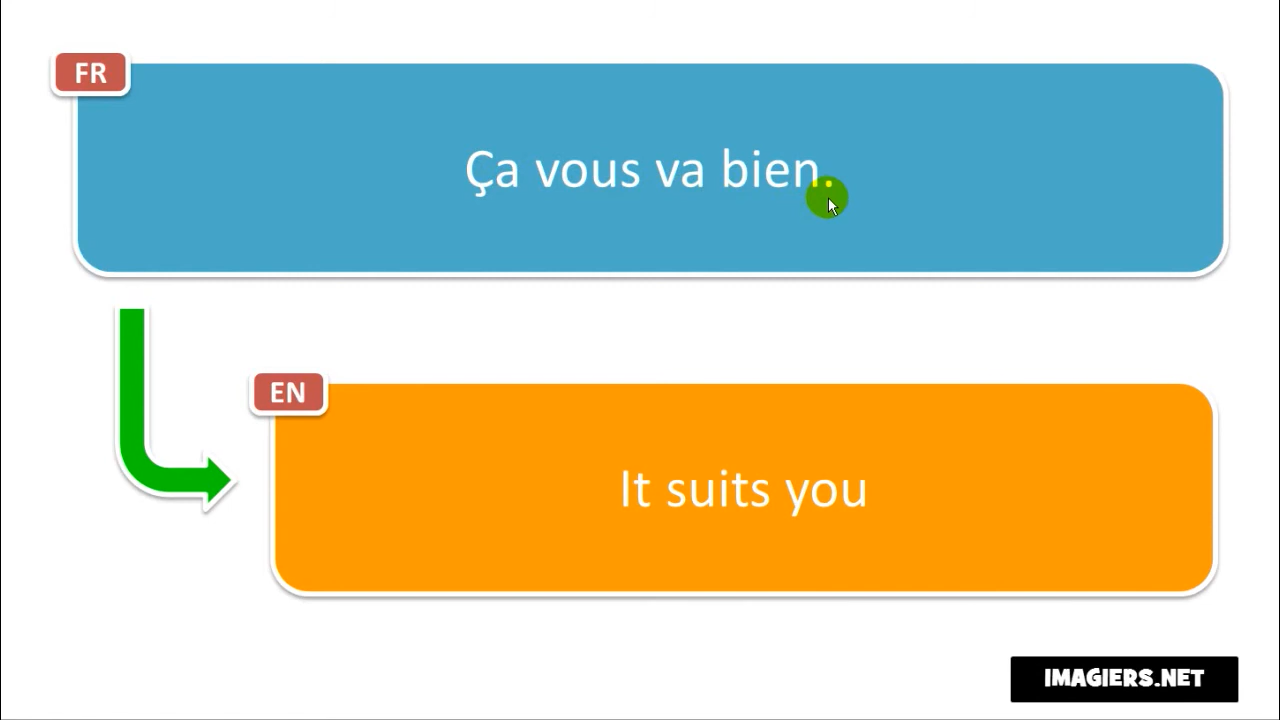 FR
Ça vous va bien.
EN
It suits you
IMAGIERS.NET